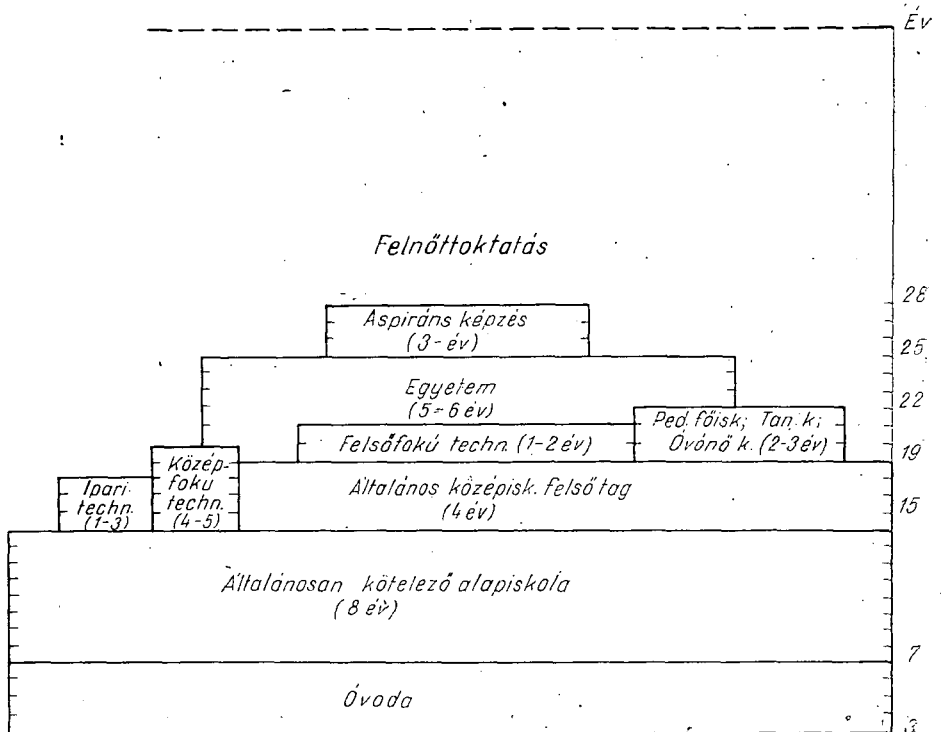 Év
Felnőttoktatás
28
Aspiráns képzés
(3-év)
25
Egyetem
(5-6 év)
22
Ped. főisk; Tan. k;
Óvónő k. (2-3 év)
Felsőfokú techn. (1-2 év)
19
Közép-
fokú
techn.
(4-5)
Ipari
techn.
(1-3)
Általános középisk. felső tag
(4 év)
15
Általánosan kötelező alapiskola
(8 év)
7
Óvoda
3